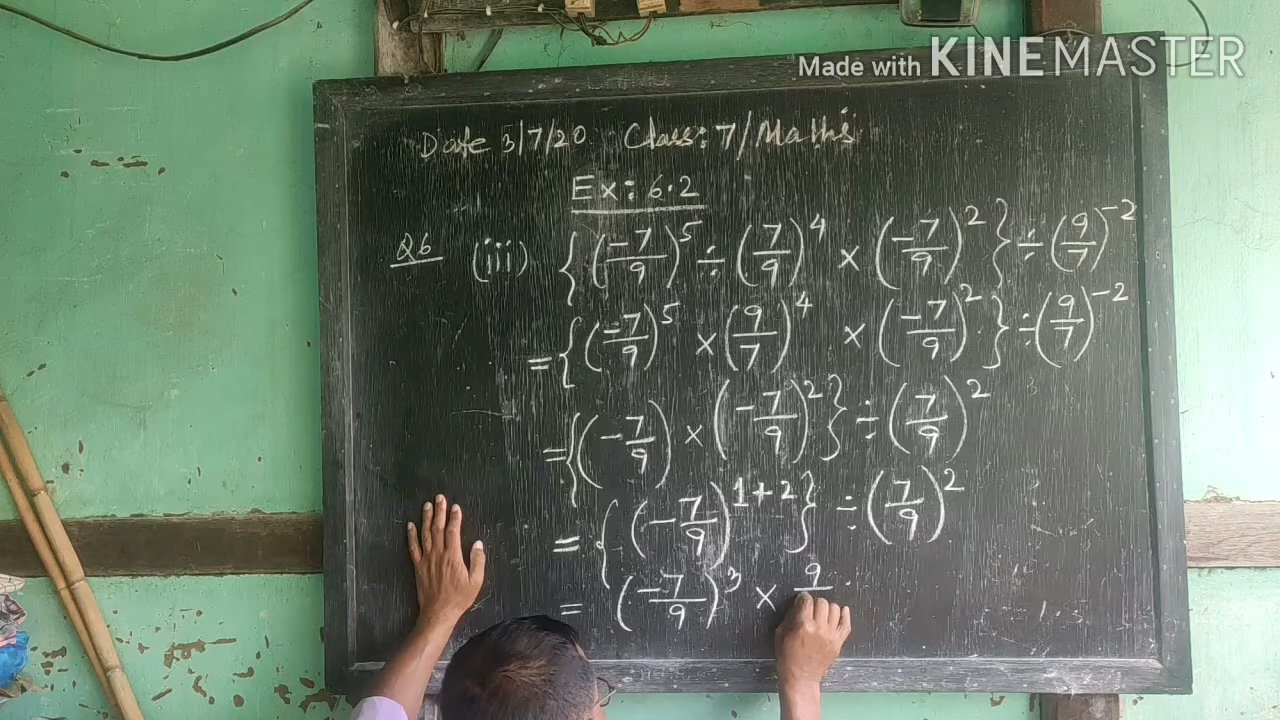 Made with KINEMASTER
Date 3/7/20 Class: 7/Maths
Ex: 6.2
Q6 (iii) {(-7/9)^5 ÷ (7/9)^4 × (-7/9)^2} ÷ (9/7)^-2
= {(-7/9)^5 × (9/7)^4 × (-7/9)^2} ÷ (9/7)^-2
= {(-7/9) × (-7/9)^2} ÷ (7/9)^2
= {(-7/9)^1+2} ÷ (7/9)^2
= (-7/9)^3 × 9